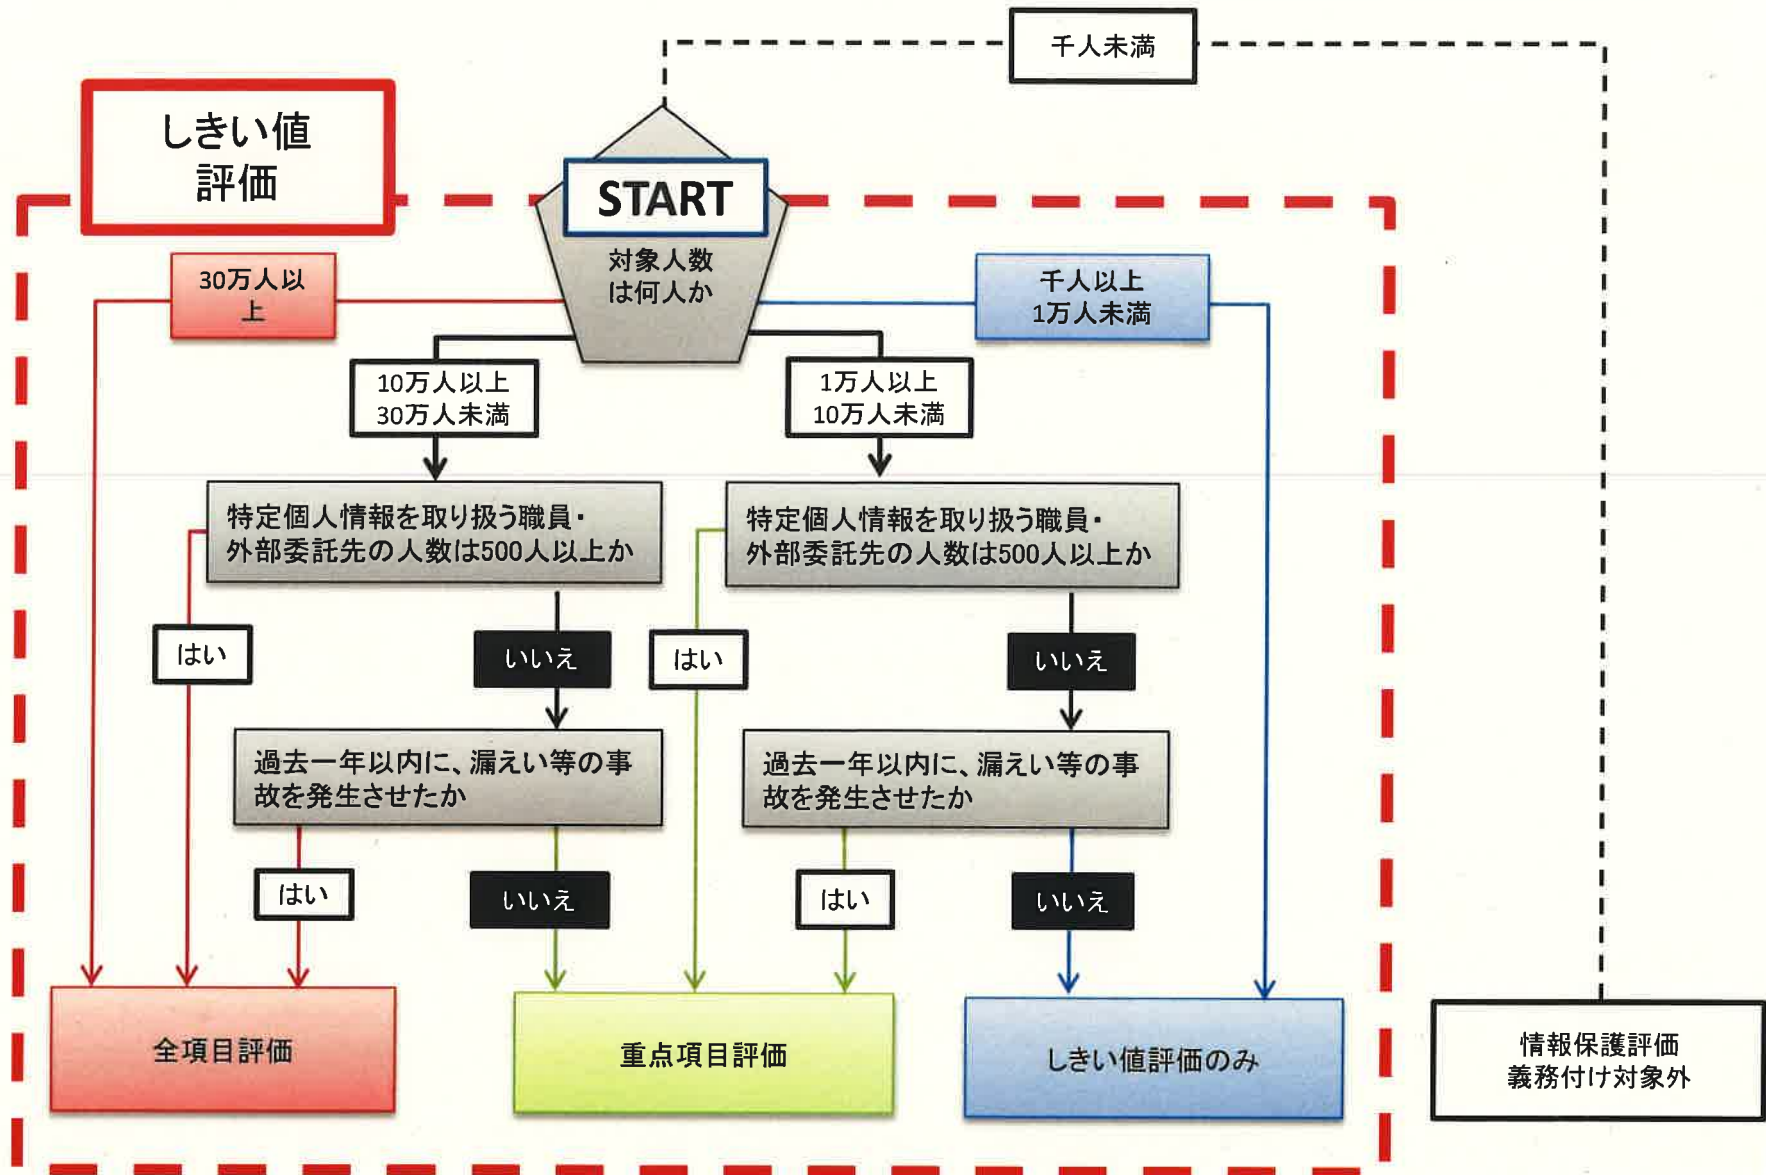 千人未満
しきい値
評価
START
対象人数
は何人か
30万人以
上
千人以上
1万人未満
10万人以上
30万人未満
1万人以上
10万人未満
特定個人情報を取り扱う職員・
外部委託先の人数は500人以上か
特定個人情報を取り扱う職員・
外部委託先の人数は500人以上か
はい
いいえ
はい
いいえ
過去一年以内に、漏えい等の事
故を発生させたか
過去一年以内に、漏えい等の事
故を発生させたか
はい
いいえ
はい
いいえ
全項目評価
重点項目評価
しきい値評価のみ
情報保護評価
義務付け対象外